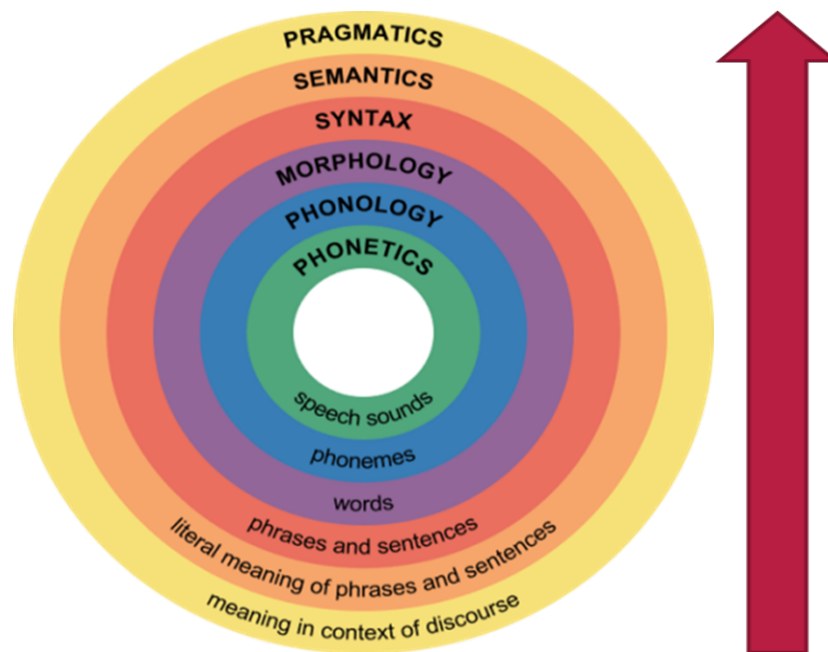 PRAGMATICS
SEMANTICS
SYNTAX
MORPHOLOGY
PHONOLOGY
PHONETICS
speech sounds
phonemes
words
phrases and sentences
literal meaning of phrases and sentences
meaning in context of discourse